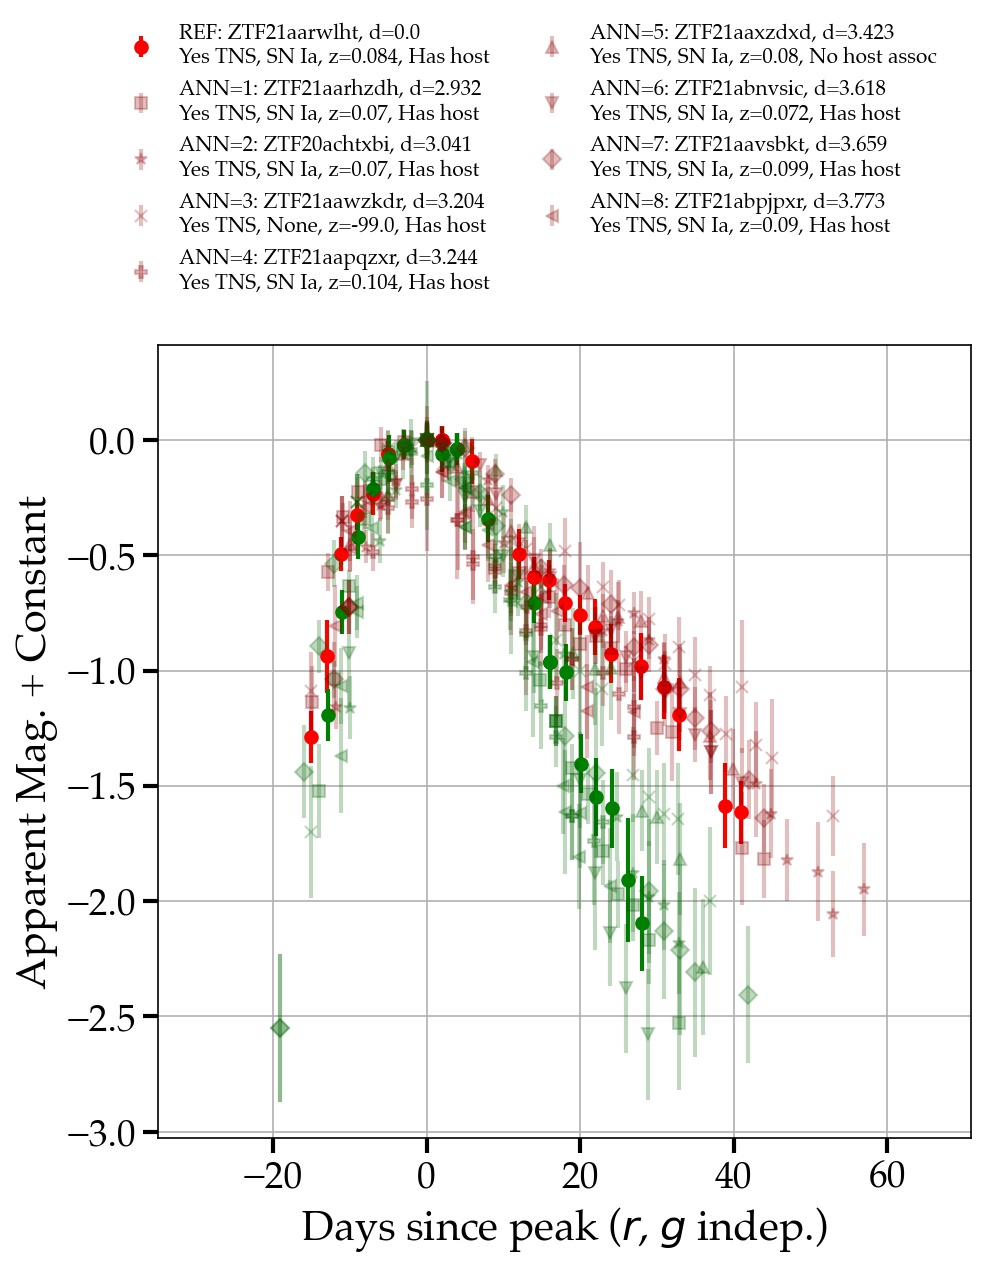 REF: ZTF21aarwlht, d=0.0
Yes TNS, SN Ia, z=0.084, Has host
ANN=1: ZTF21aarhzdh, d=2.932
Yes TNS, SN Ia, z=0.07, Has host
ANN=2: ZTF20achtxbi, d=3.041
Yes TNS, SN Ia, z=0.07, Has host
ANN=3: ZTF21aawzkdr, d=3.204
Yes TNS, None, z=-99.0, Has host
ANN=4: ZTF21aapqzxr, d=3.244
Yes TNS, SN Ia, z=0.104, Has host
ANN=5: ZTF21aaxzdxd, d=3.423
Yes TNS, SN Ia, z=0.08, No host assoc
ANN=6: ZTF21abnvsic, d=3.618
Yes TNS, SN Ia, z=0.072, Has host
ANN=7: ZTF21aavsbkt, d=3.659
Yes TNS, SN Ia, z=0.099, Has host
ANN=8: ZTF21abpjpxr, d=3.773
Yes TNS, SN Ia, z=0.09, Has host
Apparent Mag. + Constant
0.0
−0.5
−1.0
−1.5
−2.0
−2.5
−3.0
−20 0 20 40 60
Days since peak (r, g indep.)